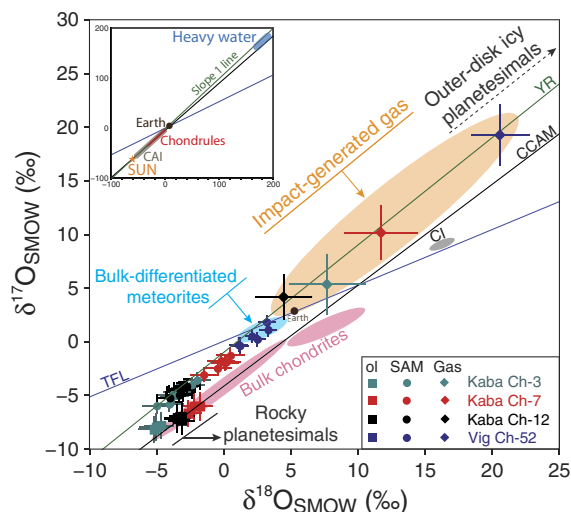 30
25
20
15
10
5
0
−5
−10
−10
−5
0
5
10
15
20
25
δ17OSMOW (‰)
δ18OSMOW (‰)
200
100
0
−100
−100
0
100
200
Heavy water
Slope 1 line
Earth
Chondrules
CAI
SUN
Outer-disk icy
planetesimals
YR
CCAM
CI
Impact-generated gas
Bulk-differentiated
meteorites
Earth
TFL
Bulk chondrites
Rocky
planetesimals
ol SAM Gas
Kaba Ch-3
Kaba Ch-7
Kaba Ch-12
Vig Ch-52